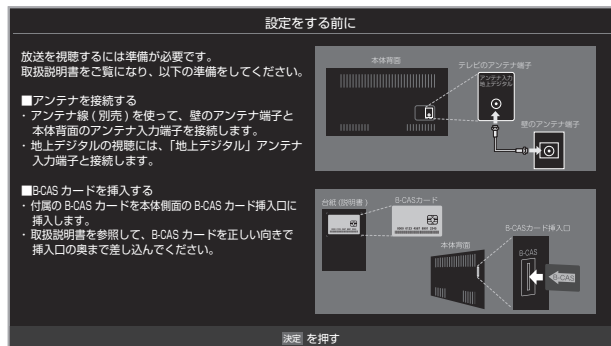 設定をする前に
放送を視聴するには準備が必要です。
取扱説明書をご覧になり、以下の準備をしてください。
■アンテナを接続する
・アンテナ線(別売)を使って、壁のアンテナ端子と
本体背面のアンテナ入力端子を接続します。
・地上デジタルの視聴には、「地上デジタル」アンテナ
入力端子と接続します。
本体背面
テレビのアンテナ端子
アンテナ入力
地上デジタル
壁のアンテナ端子
■B-CAS カードを挿入する
・付属の B-CAS カードを本体側面の B-CAS カード挿入口に
挿入します。
・取扱説明書を参照して、B-CAS カードを正しい向きで
挿入口の奥まで差し込んでください。
台紙(説明書)
B-CASカード
本体背面
B-CASカード挿入口
B-CAS
B-CAS
決定 を押す